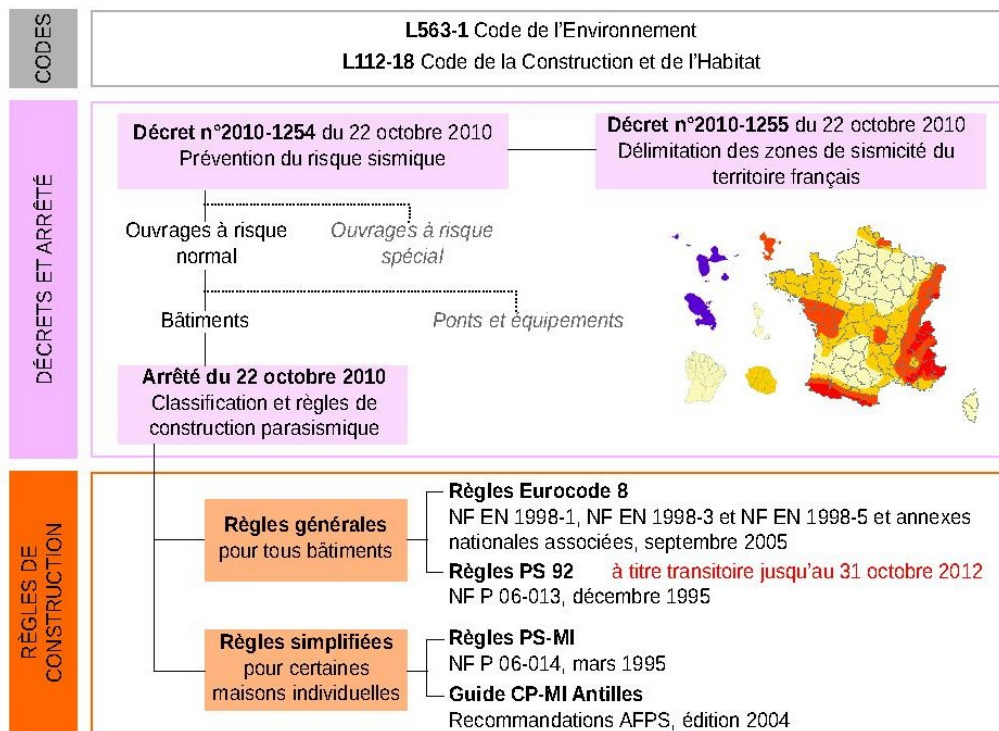 CODES
L563-1 Code de l'Environnement
L112-18 Code de la Construction et de l'Habitat
DÉCRETS ET ARRÊTÉ
Décret n°2010-1254 du 22 octobre 2010
Prévention du risque sismique
Décret n°2010-1255 du 22 octobre 2010
Délimitation des zones de sismicité du
territoire français
Ouvrages à risque
normal
Ouvrages à risque
spécial
Bâtiments
Ponts et équipements
Arrêté du 22 octobre 2010
Classification et règles de
construction parasismique
RÈGLES DE
CONSTRUCTION
Règles générales
pour tous bâtiments
Règles Eurocode 8
NF EN 1998-1, NF EN 1998-3 et NF EN 1998-5 et annexes
nationales associées, septembre 2005
Règles PS 92 à titre transitoire jusqu'au 31 octobre 2012
NF P 06-013, décembre 1995
Règles simplifiées
pour certaines
maisons individuelles
Règles PS-MI
NF P 06-014, mars 1995
Guide CP-MI Antilles
Recommandations AFPS, édition 2004